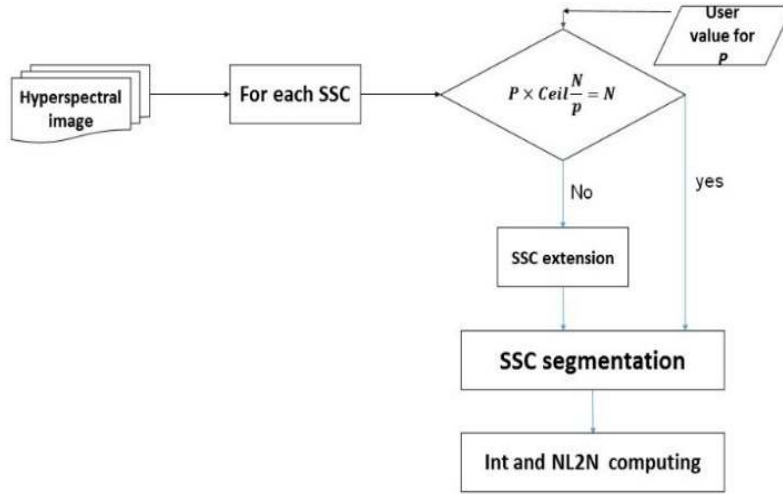 User
value for
P
Hyperspectral
image
For each SSC
P × Ceil N/p = N
No
yes
SSC extension
SSC segmentation
Int and NL2N computing